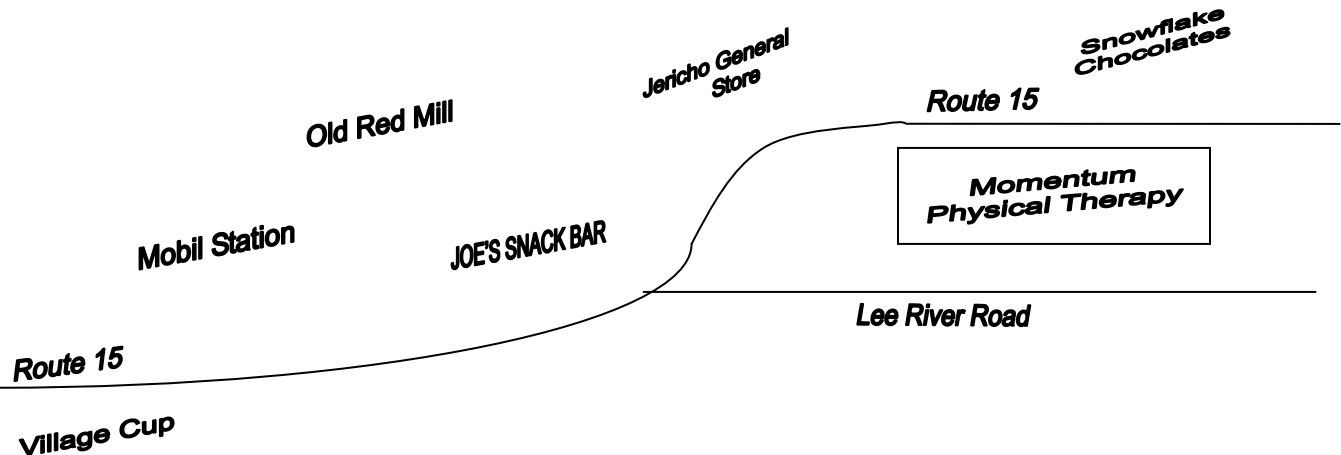 Snowflake
Chocolates
Jericho General
Store
Route 15
Old Red Mill
Momentum
Physical Therapy
Mobil Station
JOE'S SNACK BAR
Lee River Road
Route 15
Village Cup